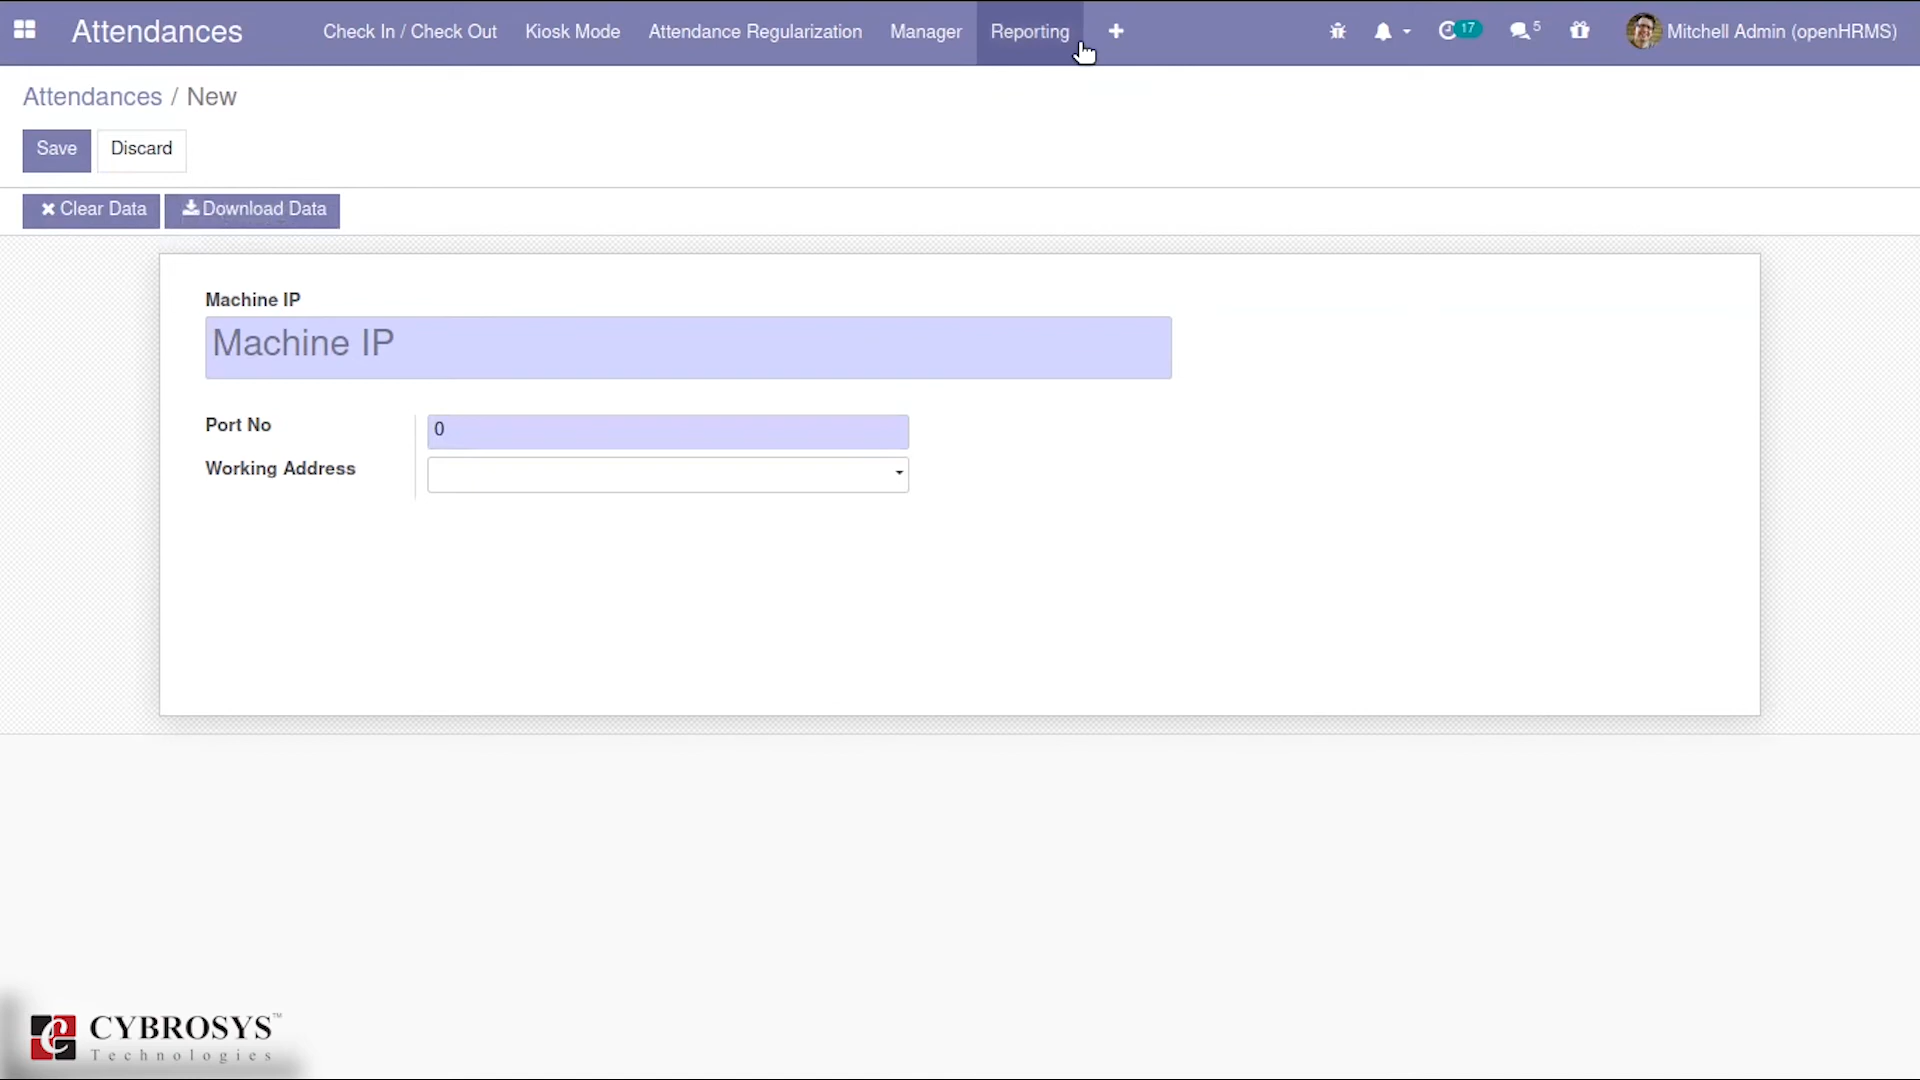 Attendances Check In / Check Out Kiosk Mode Attendance Regularization Manager Reporting 17 5 Mitchell Admin (openHRMS)
Attendances / New
Save Discard
Clear Data Download Data
Machine IP
Machine IP
Port No 0
Working Address
CYBROSYS™
Technologies